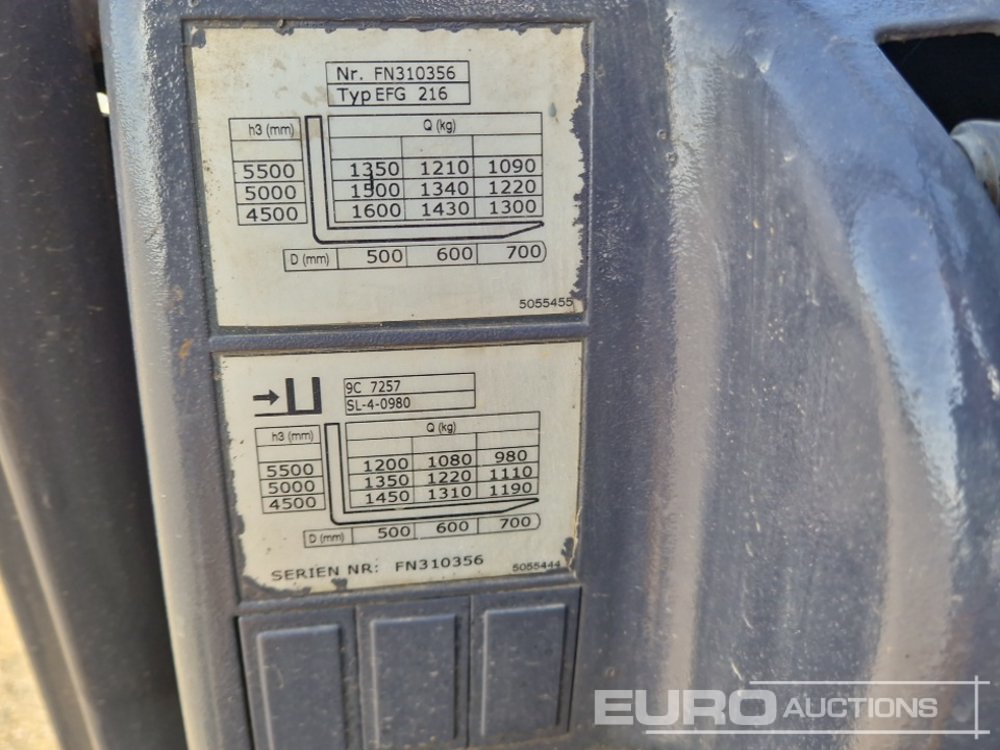 Nr. FN310356
Typ EFG 216
h3 (mm) Q (kg)
5500 1350 1210 1090
5000 1500 1340 1220
4500 1600 1430 1300
D (mm) 500 600 700
5055455
9C 7257
SL-4-0980
h3 (mm) Q (kg)
5500 1200 1080 980
5000 1350 1220 1110
4500 1450 1310 1190
D (mm) 500 600 700
SERIEN NR: FN310356 5055444
EURO AUCTIONS